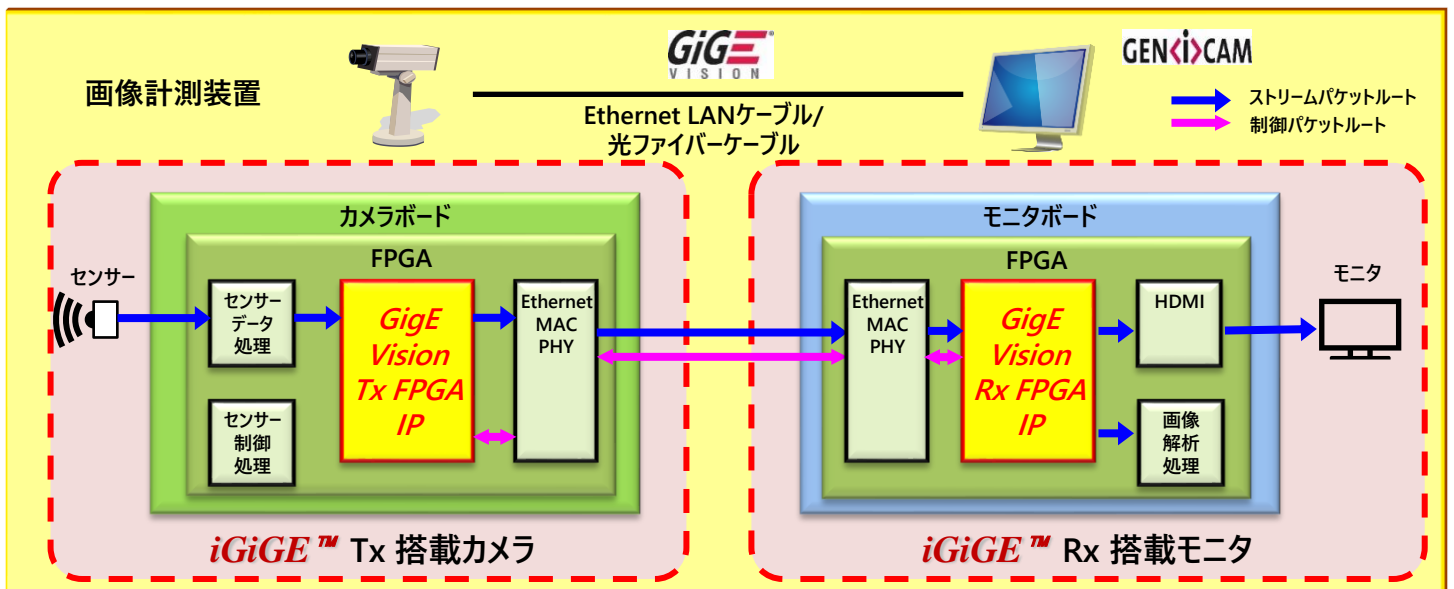 画像計測装置
GiGE
VISION
GEN<i>CAM
Ethernet LANケーブル/
光ファイバーケーブル
ストリームパケットルート
制御パケットルート
カメラボード
FPGA
センサー
センサー
データ
処理
GigE
Vision
Tx FPGA
IP
Ethernet
MAC
PHY
センサー
制御
処理
iGiGE™ Tx 搭載カメラ
モニタボード
FPGA
Ethernet
MAC
PHY
GigE
Vision
Rx FPGA
IP
HDMI
画像
解析
処理
モニタ
iGiGE™ Rx 搭載モニタ